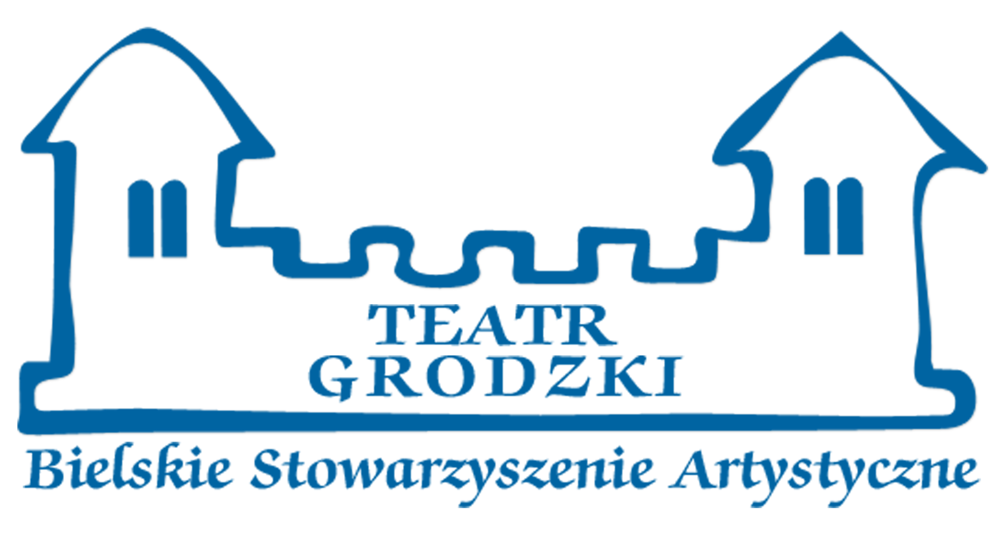 TEATR
GRODZKI
Bielskie Stowarzyszenie Artystyczne